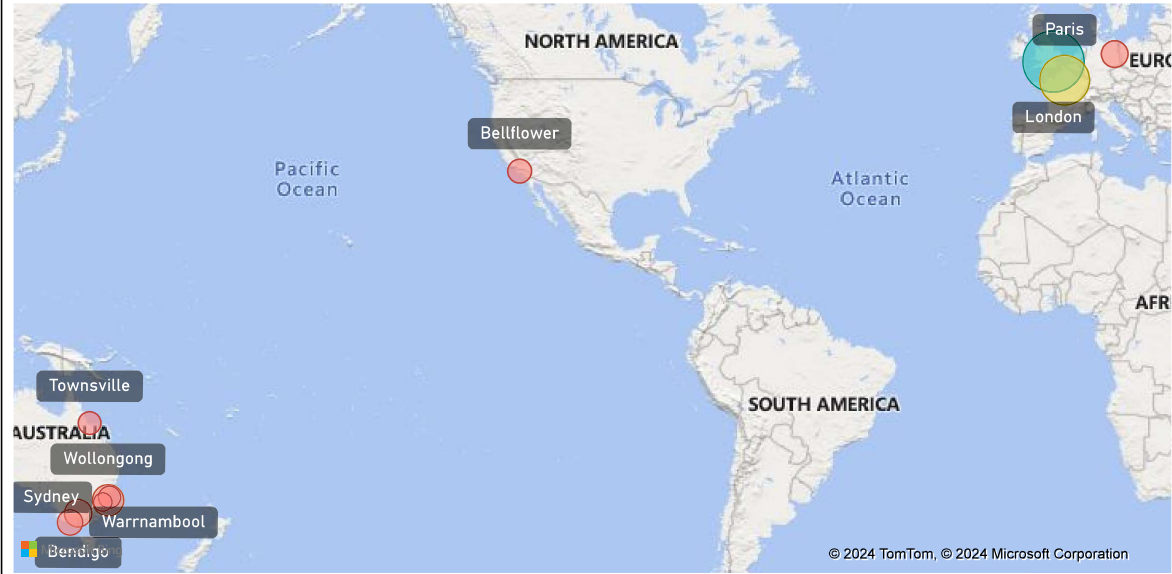 NORTH AMERICA
Paris
EURO
London
Bellflower
Pacific
Ocean
Atlantic
Ocean
AFR
Townsville
AUSTRALIA
SOUTH AMERICA
Wollongong
Sydney
Warrnambool
Bendigo
© 2024 TomTom, © 2024 Microsoft Corporation